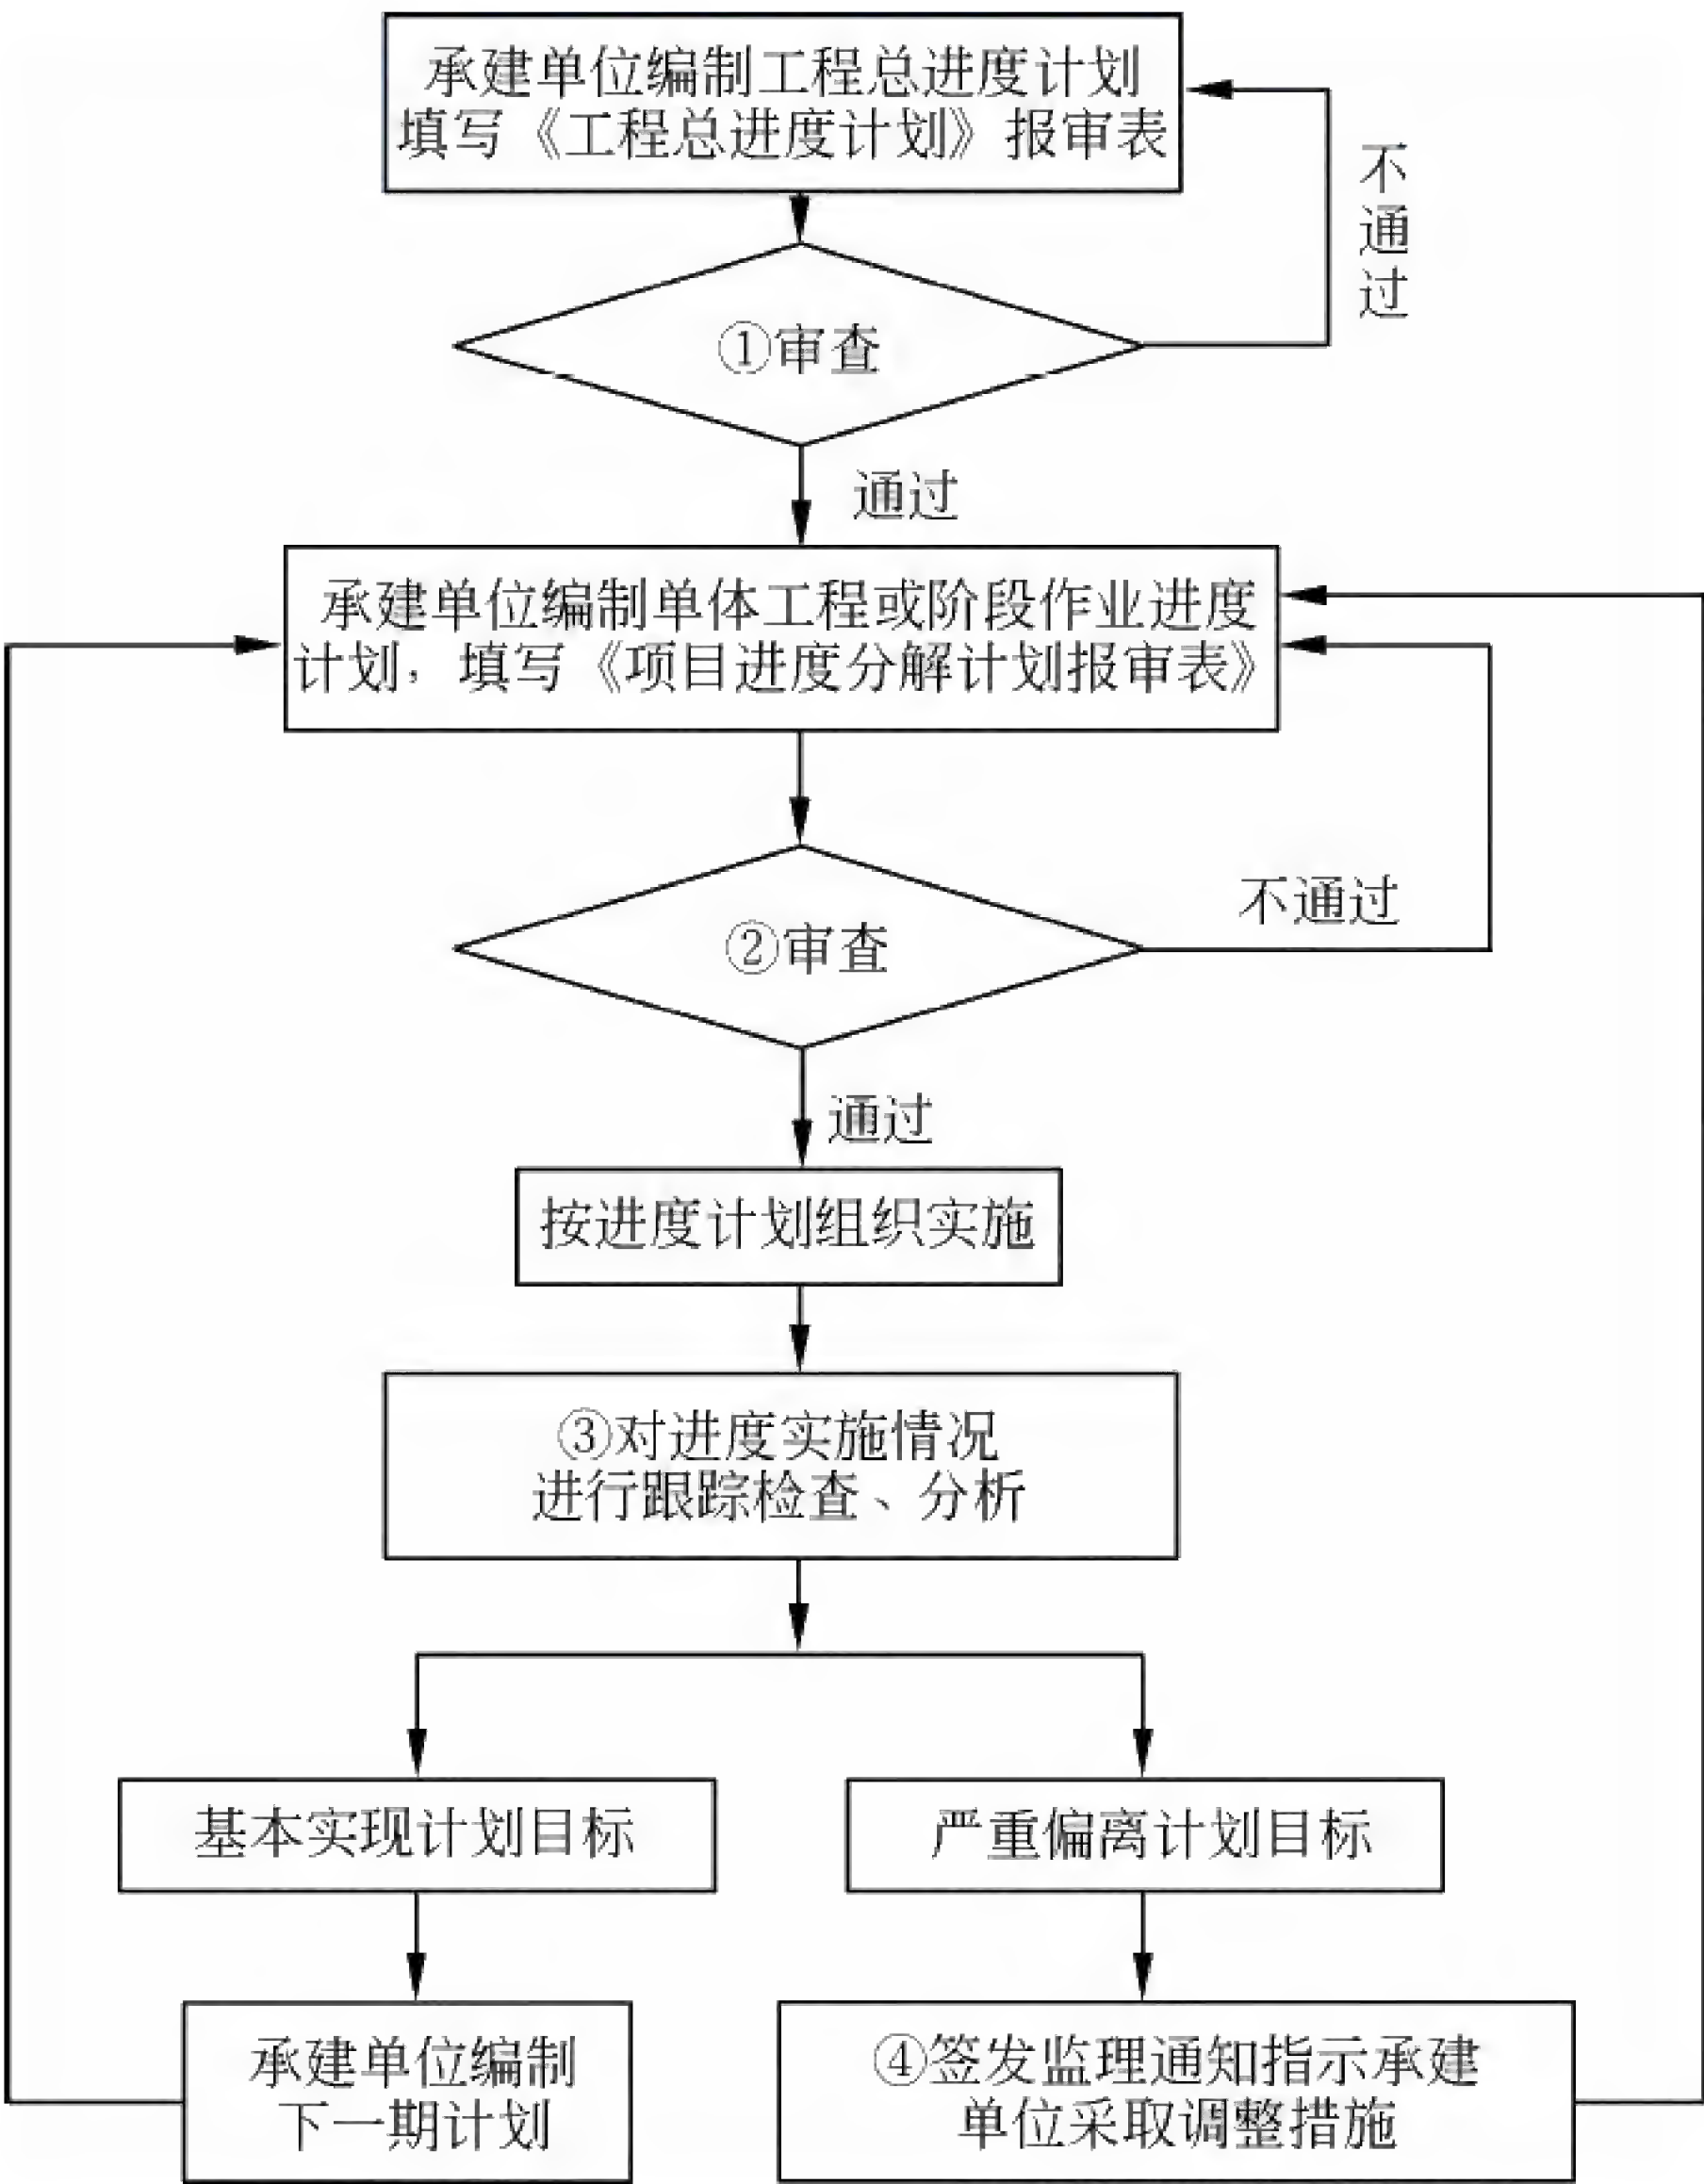 承建单位编制工程总进度计划
填写《工程总进度计划》报审表
不通过
①审查
通过
承建单位编制单体工程或阶段作业进度
计划，填写《项目进度分解计划报审表》
不通过
②审查
通过
按进度计划组织实施
③对进度实施情况
进行跟踪检查、分析
基本实现计划目标
严重偏离计划目标
承建单位编制
下一期计划
④签发监理通知指示承建
单位采取调整措施